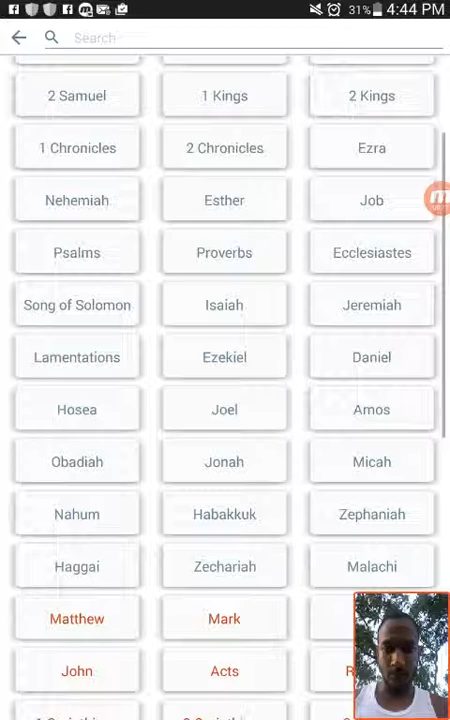 31% 4:44 PM
Search
2 Samuel 1 Kings 2 Kings
1 Chronicles 2 Chronicles Ezra
Nehemiah Esther Job
Psalms Proverbs Ecclesiastes
Song of Solomon Isaiah Jeremiah
Lamentations Ezekiel Daniel
Hosea Joel Amos
Obadiah Jonah Micah
Nahum Habakkuk Zephaniah
Haggai Zechariah Malachi
Matthew Mark
John Acts R